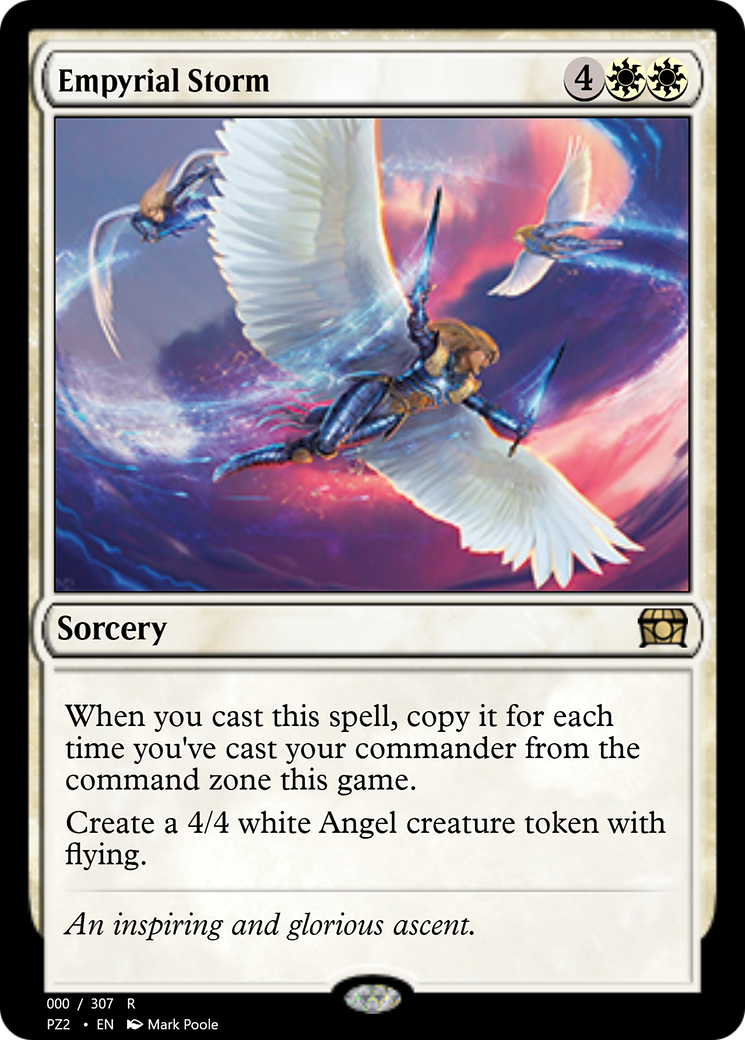 Empyrial Storm 4
Sorcery
When you cast this spell, copy it for each
time you've cast your commander from the
command zone this game.
Create a 4/4 white Angel creature token with
flying.
An inspiring and glorious ascent.
000 / 307 R
PZ2 • EN Mark Poole